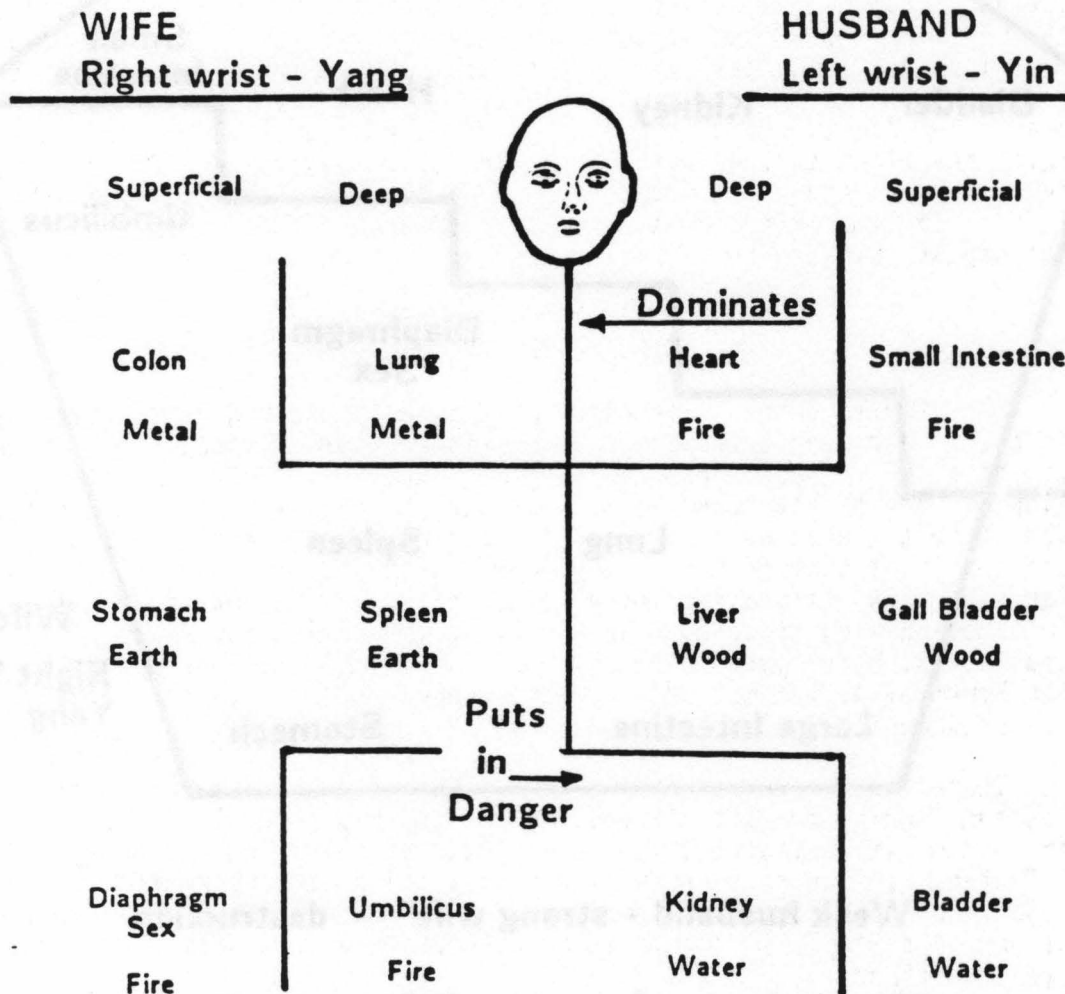 WIFE
HUSBAND
Right wrist - Yang
Left wrist - Yin
Superficial
Deep
Deep
Superficial
Dominates
Colon
Lung
Heart
Small Intestine
Metal
Metal
Fire
Fire
Stomach
Spleen
Liver
Gall Bladder
Earth
Earth
Wood
Wood
Puts
in
Danger
Diaphragm
Sex
Umbilicus
Kidney
Bladder
Fire
Fire
Water
Water